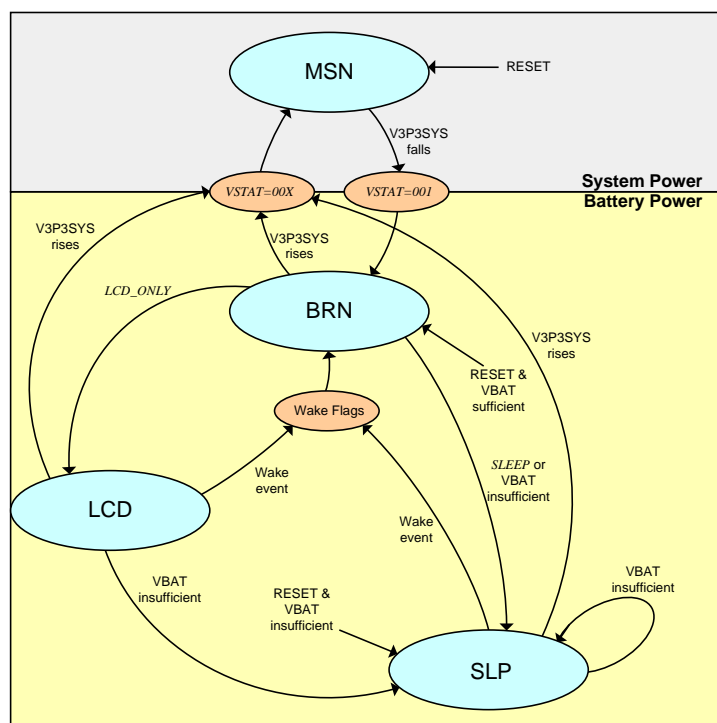 MSN
RESET
V3P3SYS
falls
VSTAT=00X
VSTAT=001
System Power
Battery Power
V3P3SYS
rises
V3P3SYS
rises
LCD_ONLY
BRN
V3P3SYS
rises
RESET &
VBAT
sufficient
Wake Flags
SLEEP or
VBAT
insufficient
Wake
event
LCD
Wake
event
VBAT
insufficient
RESET &
VBAT
insufficient
VBAT
insufficient
SLP